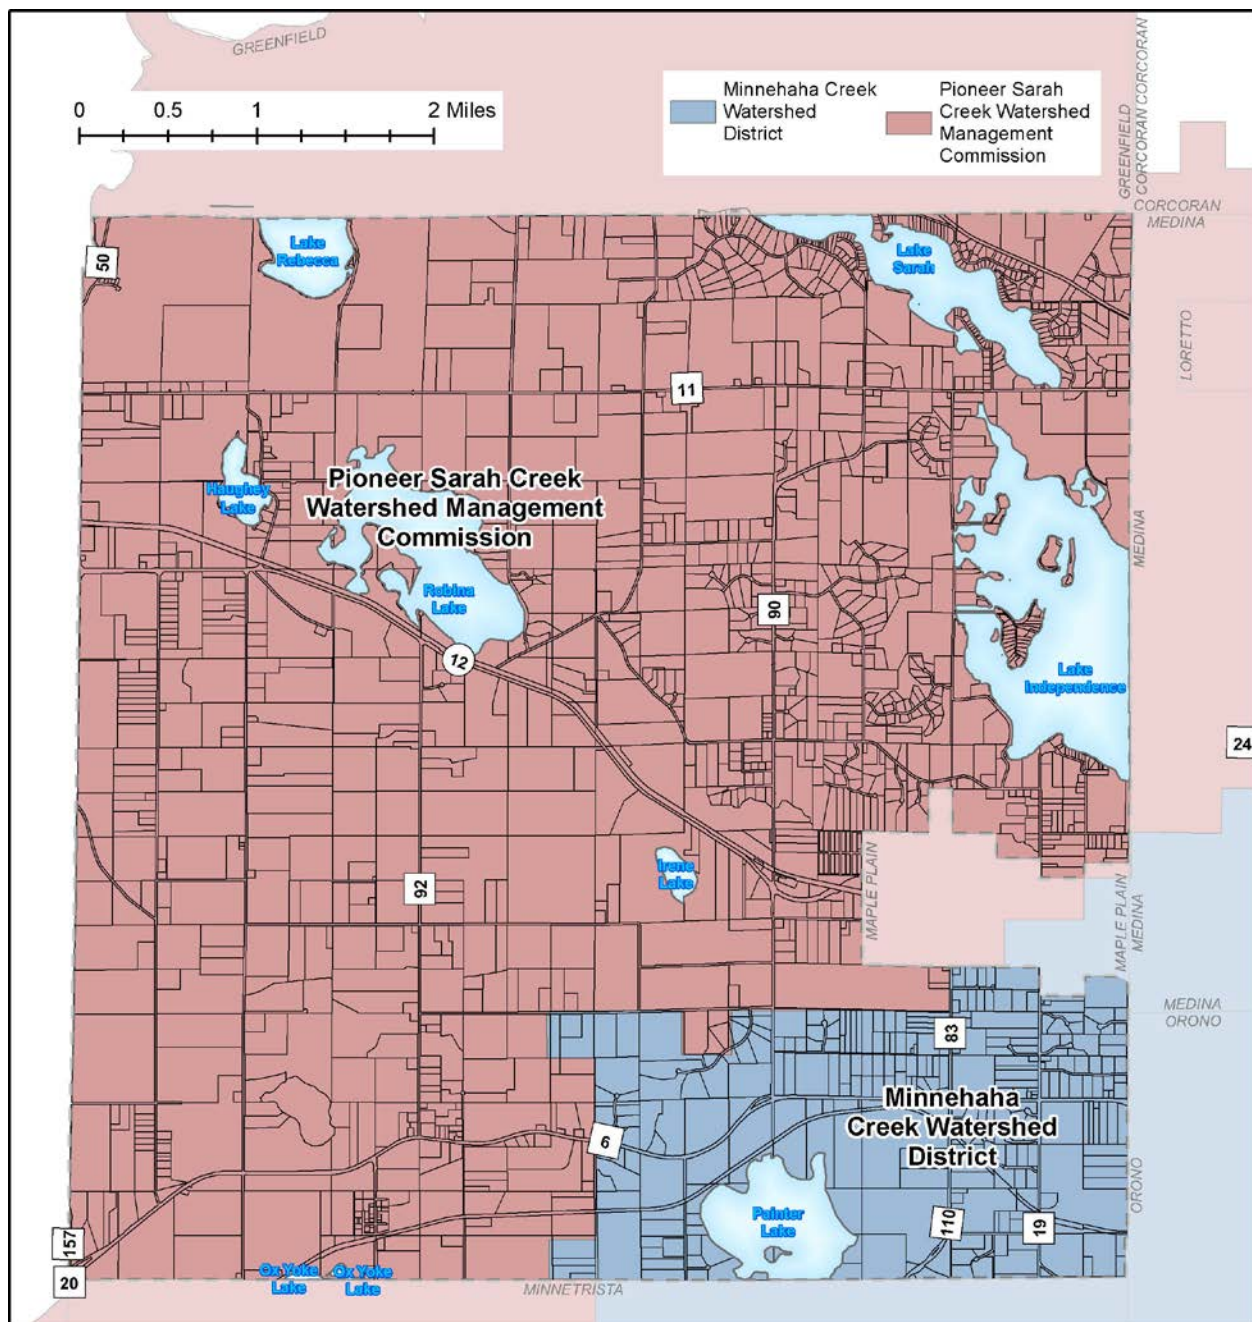 GREENFIELD
0 0.5 1 2 Miles
Minnehaha Creek
Watershed
District
Pioneer Sarah
Creek Watershed
Management
Commission
GREENFIELD
CORCORAN CORCORAN
CORCORAN
MEDINA
Lake
Rebecca
Lake
Sarah
50
LORETTO
11
Haughey
Lake
Pioneer Sarah Creek
Watershed Management
Commission
MEDINA
Robina
Lake
90
12
Lake
Independence
24
Irene
Lake
92
MAPLE PLAIN
MAPLE PLAIN
MEDINA
MEDINA
ORONO
83
Minnehaha
Creek Watershed
District
6
ORONO
Painter
Lake
110
19
157
20
Ox Yoke
Lake
Ox Yoke
Lake
MINNETRISTA